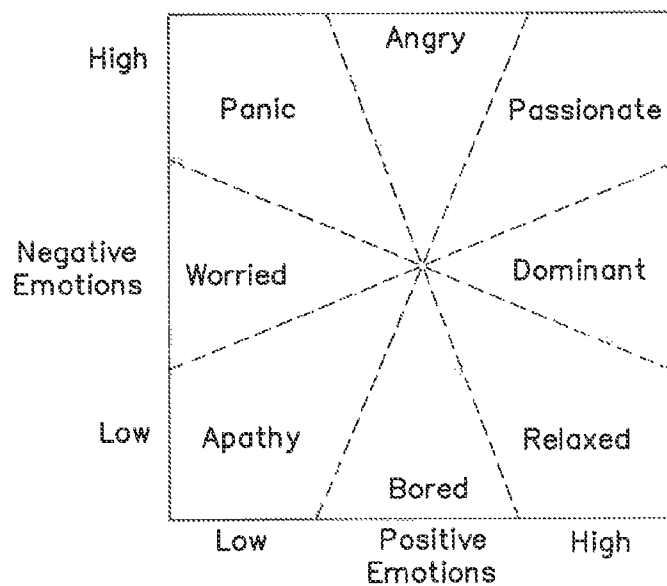 Angry
High
Panic
Passionate
Negative
Emotions
Worried
Dominant
Low
Apathy
Relaxed
Bored
Low
Positive
Emotions
High